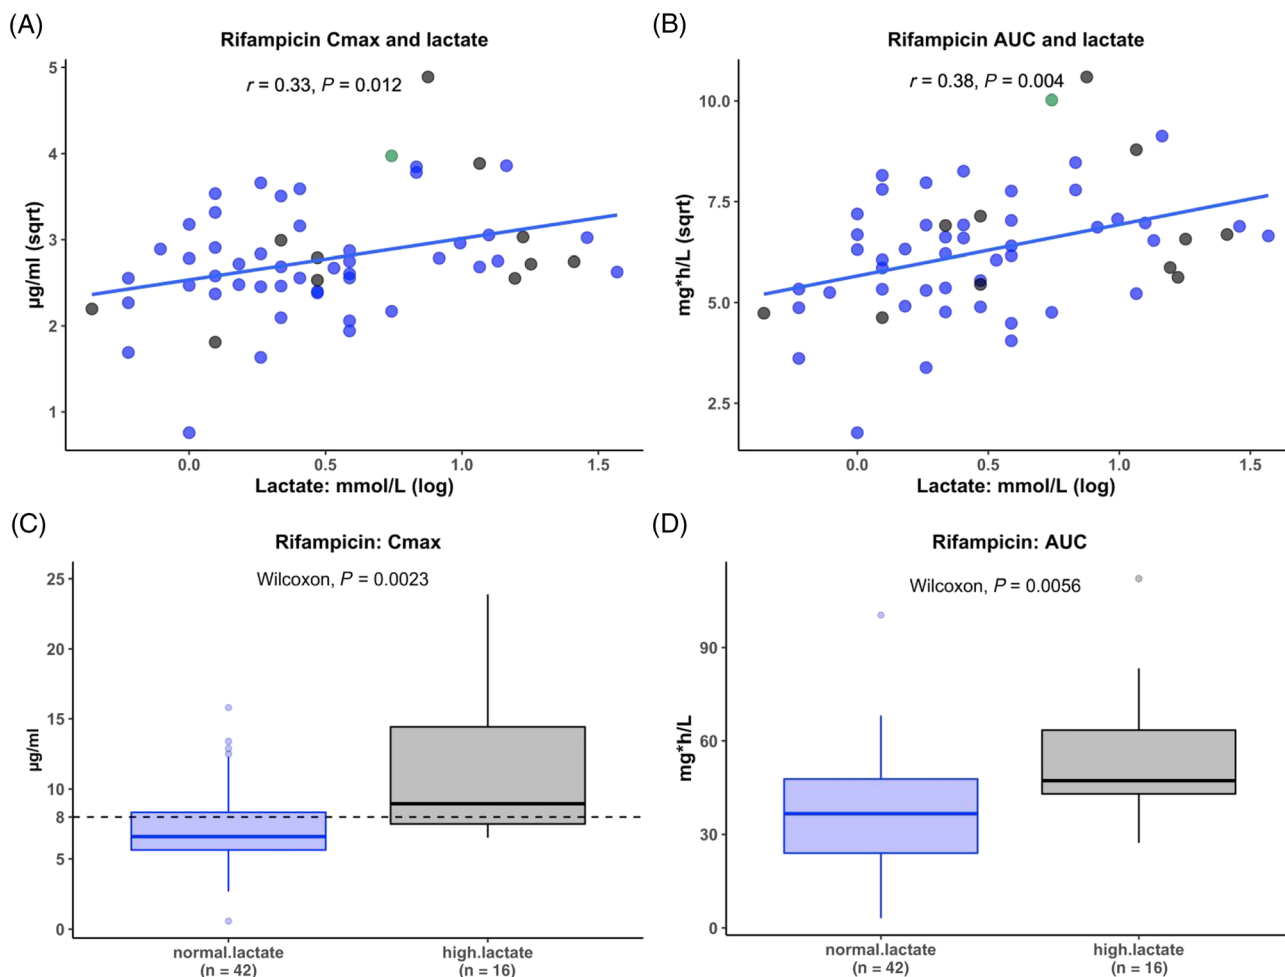 (A)
Rifampicin Cmax and lactate
r = 0.33, P = 0.012
µg/ml (sqrt)
5
4
3
2
1
0.0 0.5 1.0 1.5
Lactate: mmol/L (log)
(B)
Rifampicin AUC and lactate
r = 0.38, P = 0.004
mg*h/L (sqrt)
10.0
7.5
5.0
2.5
0.0 0.5 1.0 1.5
Lactate: mmol/L (log)
(C)
Rifampicin: Cmax
Wilcoxon, P = 0.0023
µg/ml
25
20
15
10
8
5
0
normal.lactate high.lactate
(n = 42) (n = 16)
(D)
Rifampicin: AUC
Wilcoxon, P = 0.0056
mg*h/L
90
60
30
0
normal.lactate high.lactate
(n = 42) (n = 16)